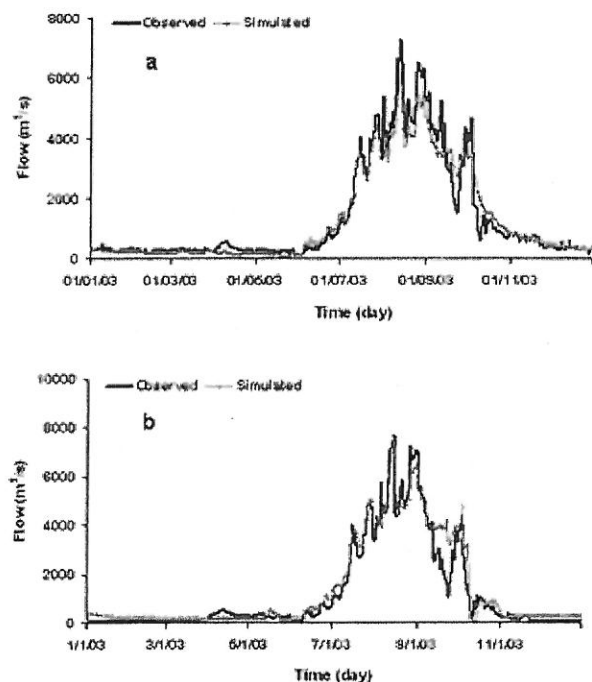 8000
Observed Simulated
a
6000
4000
2000
0
Flow (m³/s)
01/01/03 01/03/03 01/05/03 01/07/03 01/09/03 01/11/03
Time (day)
10000
Observed Simulated
b
8000
6000
4000
2000
0
Flow (m³/s)
1/1/03 3/1/03 5/1/03 7/1/03 9/1/03 11/1/03
Time (day)